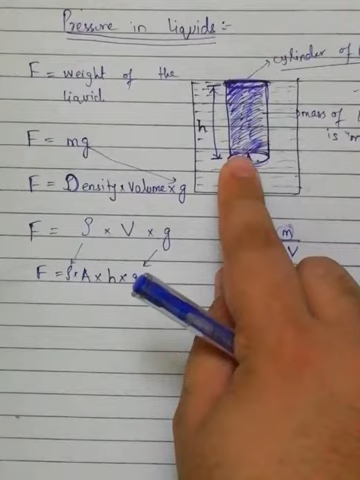 Pressure in liquids:-
cylinder of
F = weight of the
liquid
h
A
mass of
is "m
F = mg
F = Density × Volume × g
F = ρ × V × g
m
V
F = ρ × A × h ×